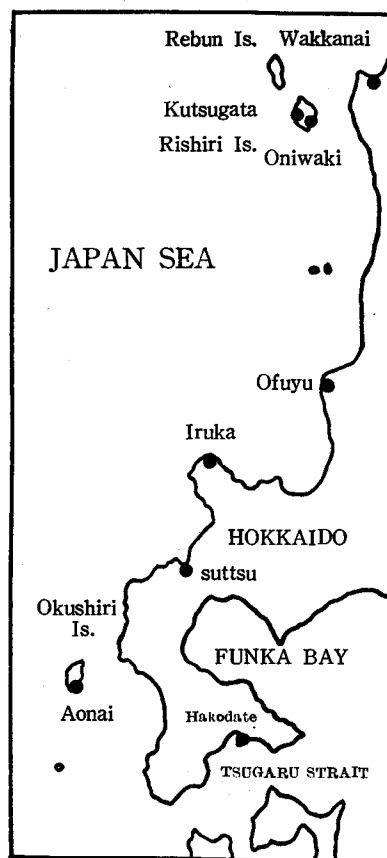 Rebun Is. Wakkanai
Kutsugata
Rishiri Is.
Oniwaki
JAPAN SEA
Ofuyu
Iruka
HOKKAIDO
suttsu
Okushiri
Is.
FUNKA BAY
Aonai
Hakodate
TSUGARU STRAIT